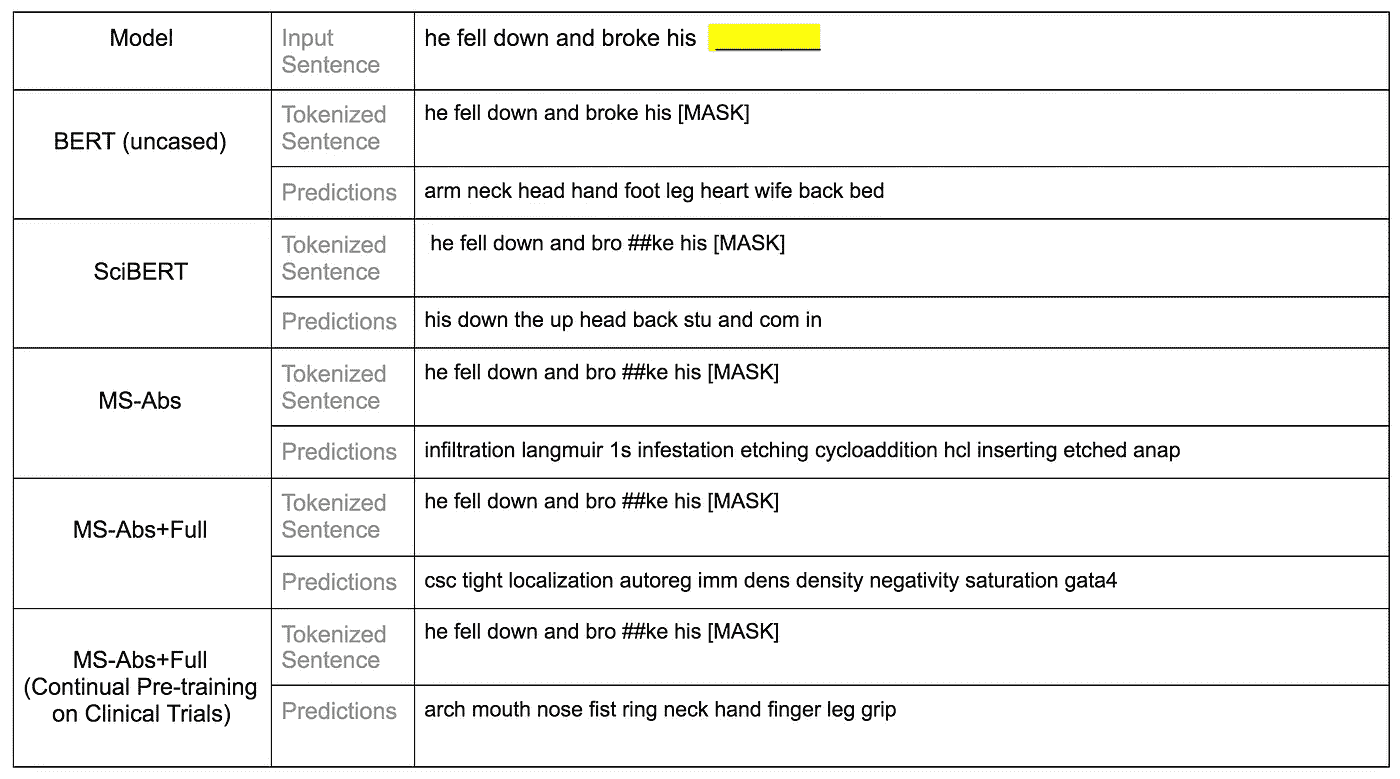 Model
Input
Sentence
he fell down and broke his ________
BERT (uncased)
Tokenized
Sentence
he fell down and broke his [MASK]
Predictions
arm neck head hand foot leg heart wife back bed
SciBERT
Tokenized
Sentence
he fell down and bro ##ke his [MASK]
Predictions
his down the up head back stu and com in
MS-Abs
Tokenized
Sentence
he fell down and bro ##ke his [MASK]
Predictions
infiltration langmuir 1s infestation etching cycloaddition hcl inserting etched anap
MS-Abs+Full
Tokenized
Sentence
he fell down and bro ##ke his [MASK]
Predictions
csc tight localization autoreg imm dens density negativity saturation gata4
MS-Abs+Full
(Continual Pre-training
on Clinical Trials)
Tokenized
Sentence
he fell down and bro ##ke his [MASK]
Predictions
arch mouth nose fist ring neck hand finger leg grip